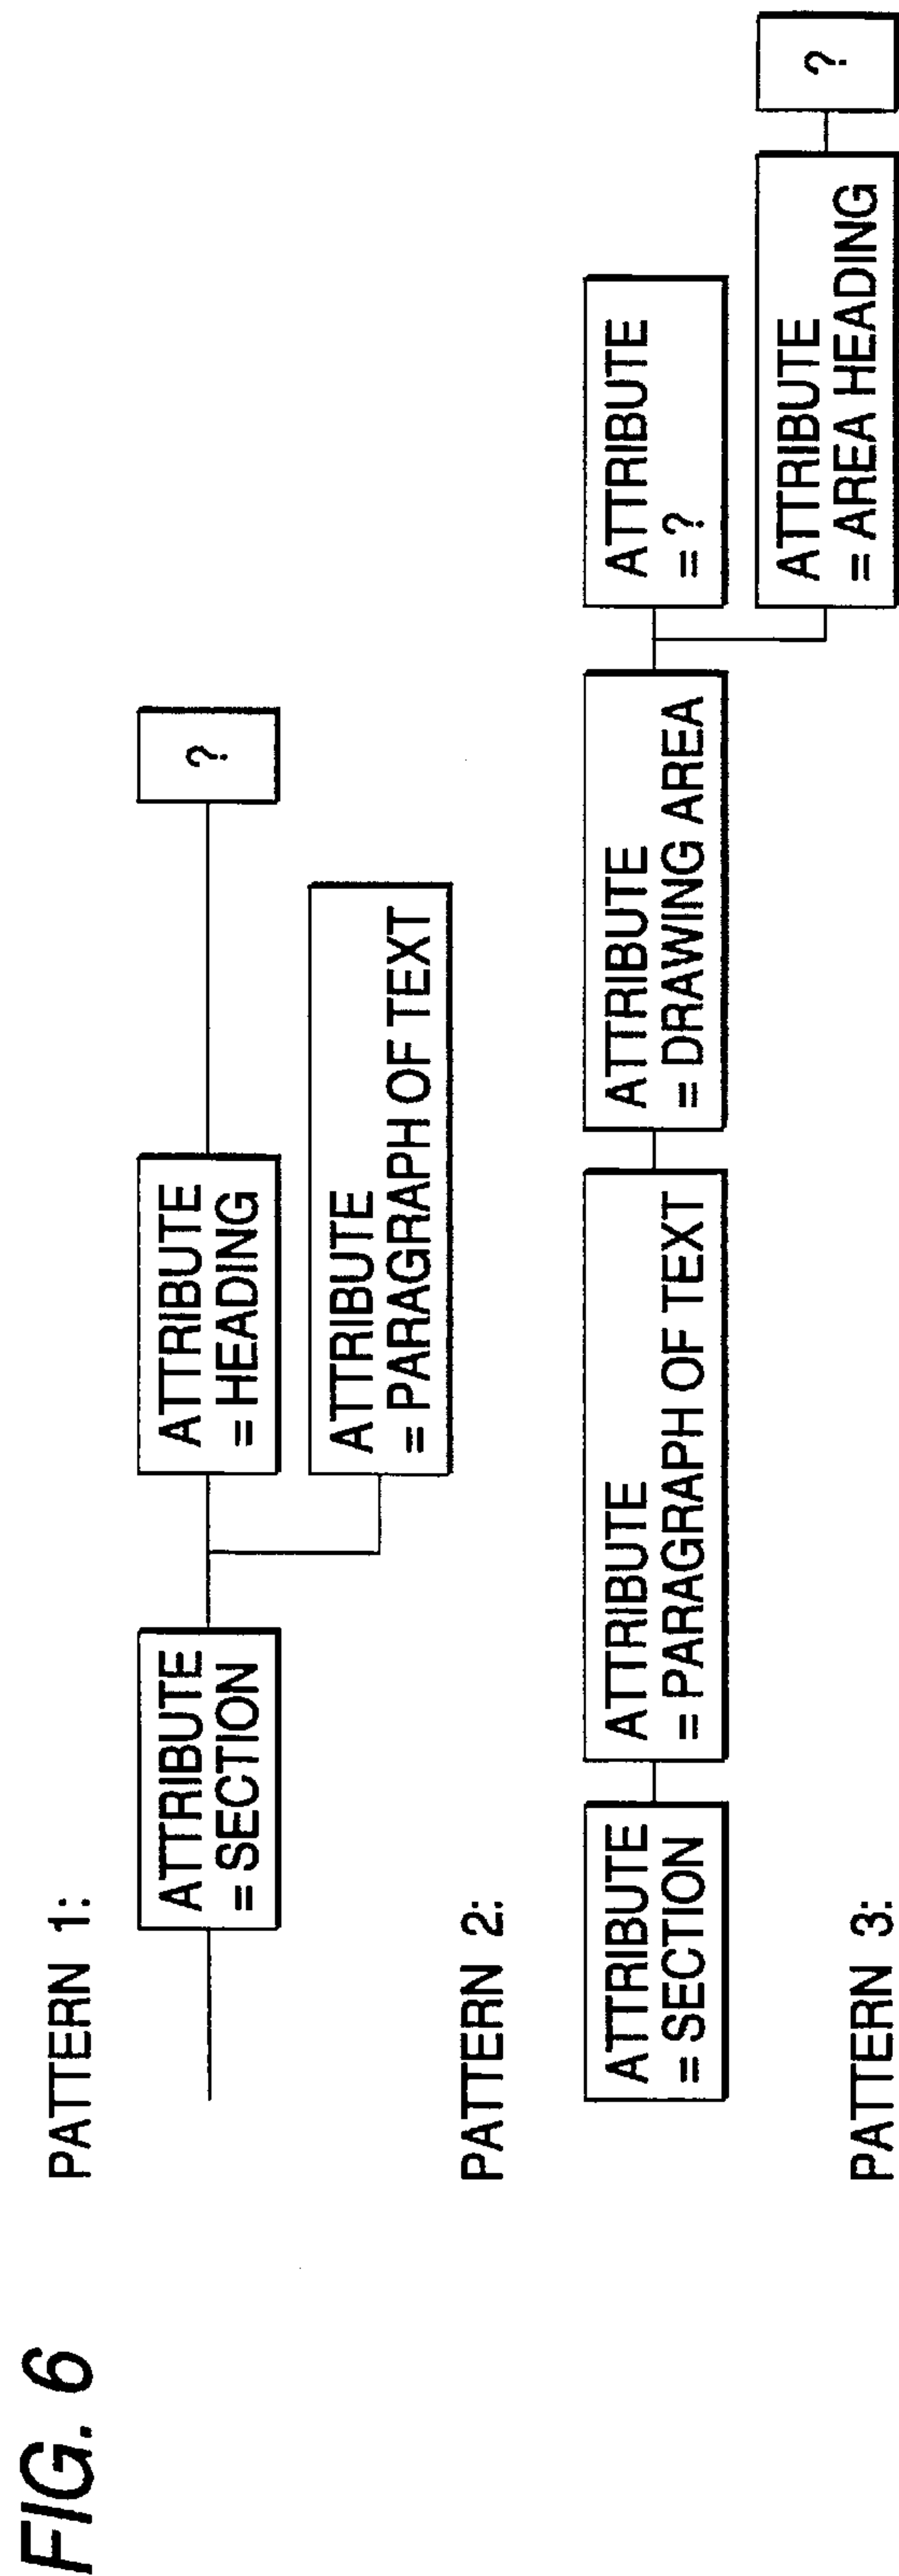 FIG. 6
PATTERN 1:
ATTRIBUTE
= SECTION
ATTRIBUTE
= HEADING
?
ATTRIBUTE
= PARAGRAPH OF TEXT
PATTERN 2:
ATTRIBUTE
= SECTION
ATTRIBUTE
= PARAGRAPH OF TEXT
ATTRIBUTE
= DRAWING AREA
ATTRIBUTE
= ?
ATTRIBUTE
= AREA HEADING
?
PATTERN 3: